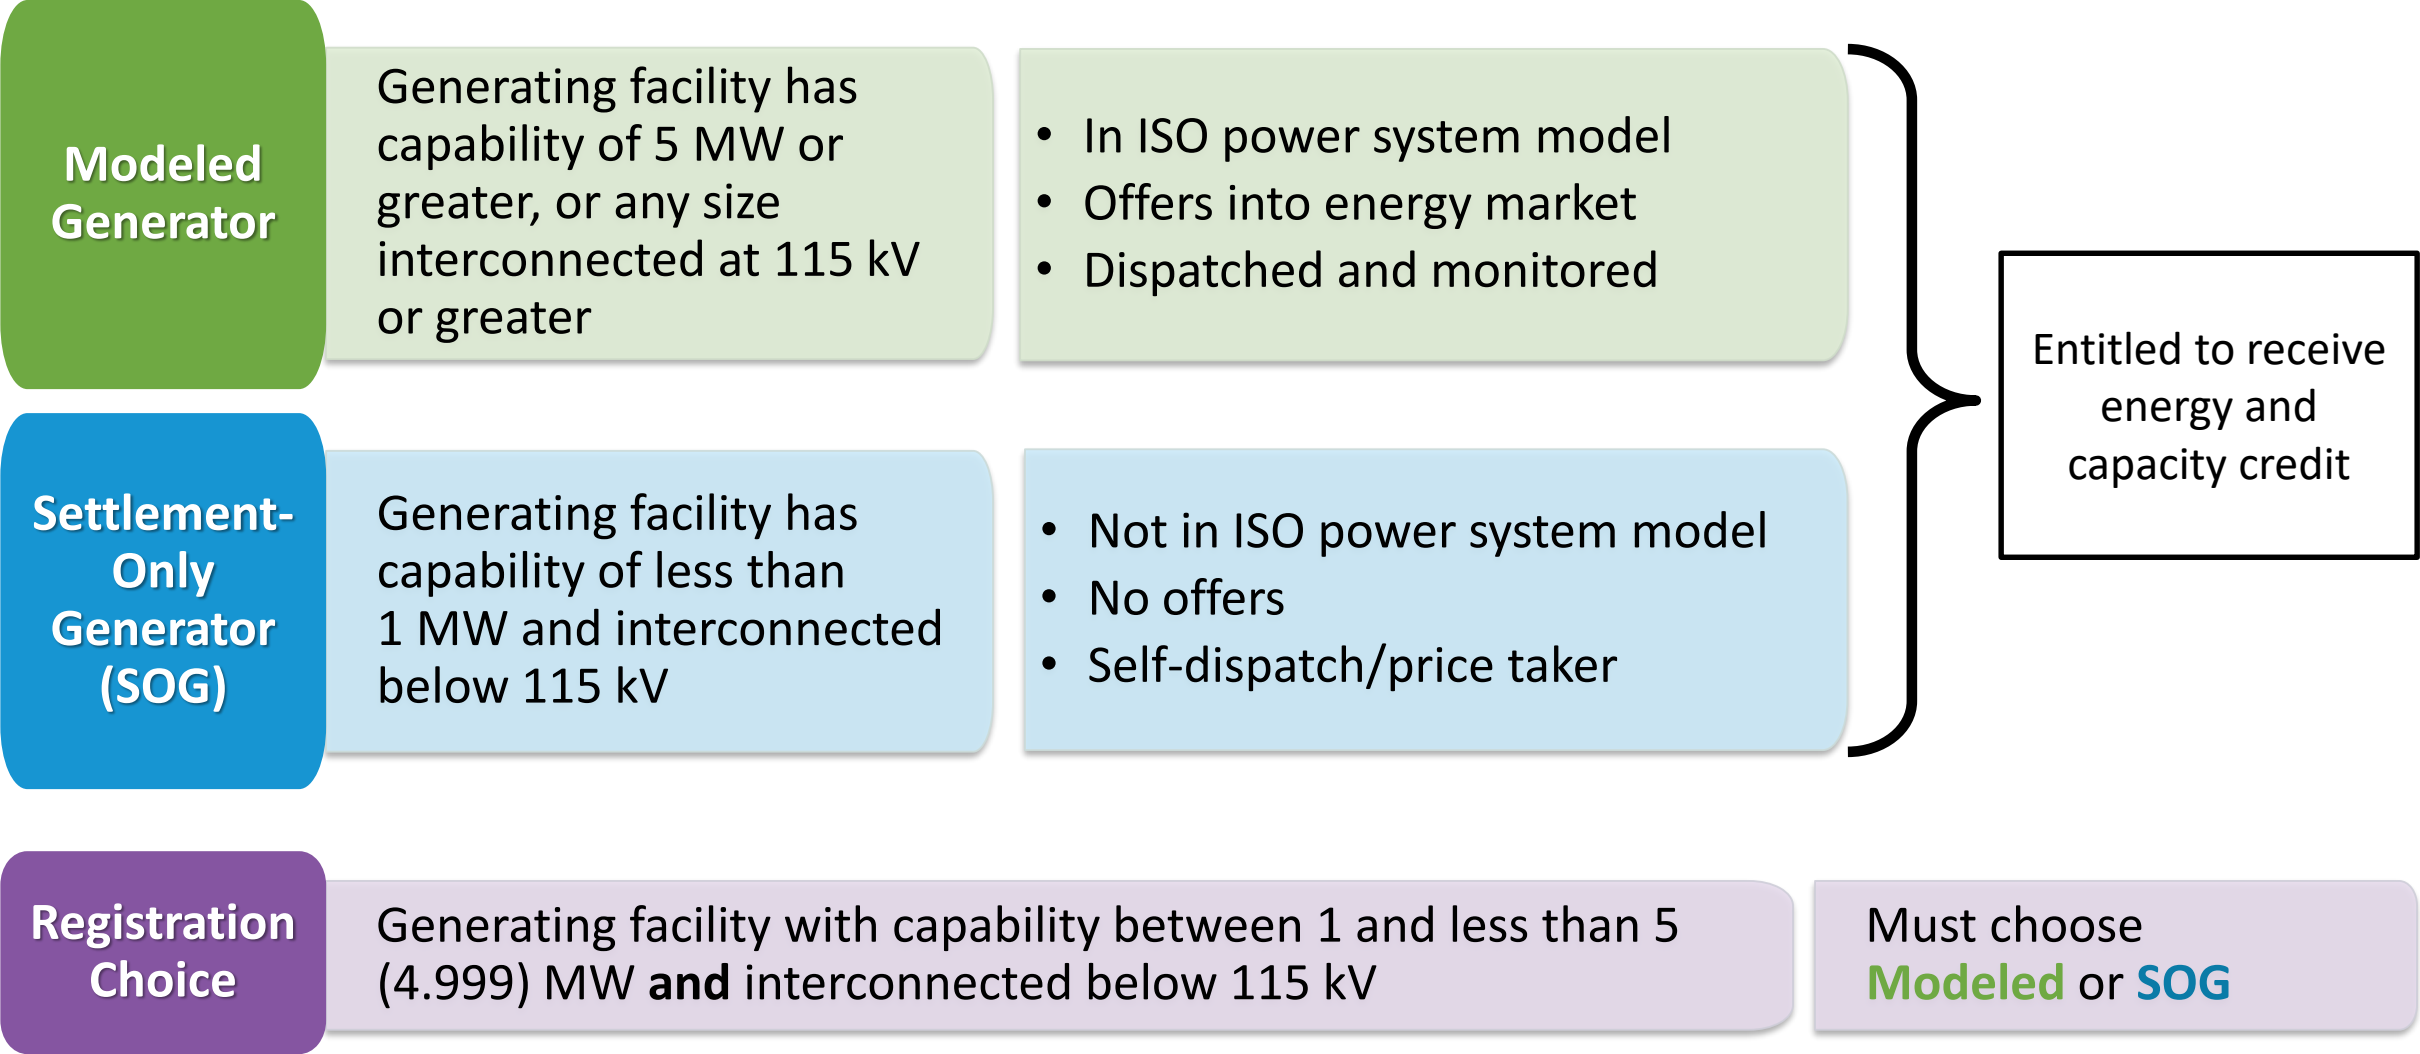 Modeled
Generator
Generating facility has
capability of 5 MW or
greater, or any size
interconnected at 115 kV
or greater
• In ISO power system model
• Offers into energy market
• Dispatched and monitored
Entitled to receive
energy and
capacity credit
Settlement-
Only
Generator
(SOG)
Generating facility has
capability of less than
1 MW and interconnected
below 115 kV
• Not in ISO power system model
• No offers
• Self-dispatch/price taker
Registration
Choice
Generating facility with capability between 1 and less than 5
(4.999) MW and interconnected below 115 kV
Must choose
Modeled or SOG